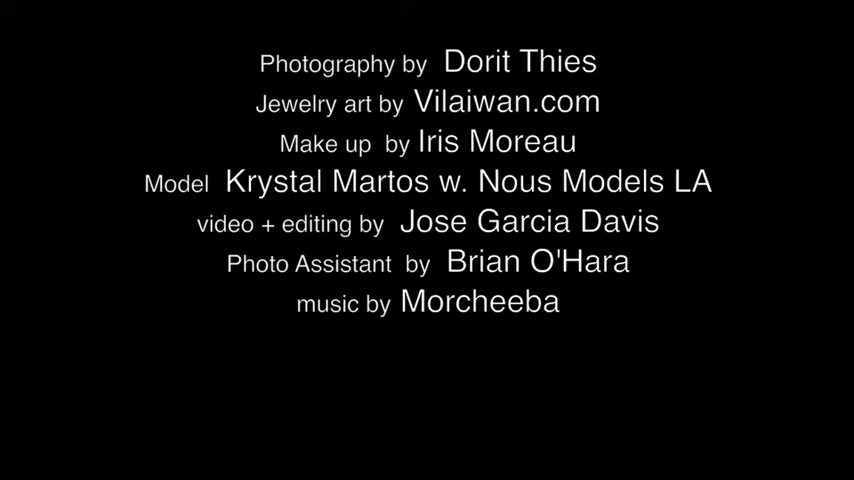 Photography by Dorit Thies
Jewelry art by Vilaiwan.com
Make up by Iris Moreau
Model Krystal Martos w. Nous Models LA
video + editing by Jose Garcia Davis
Photo Assistant by Brian O'Hara
music by Morcheeba